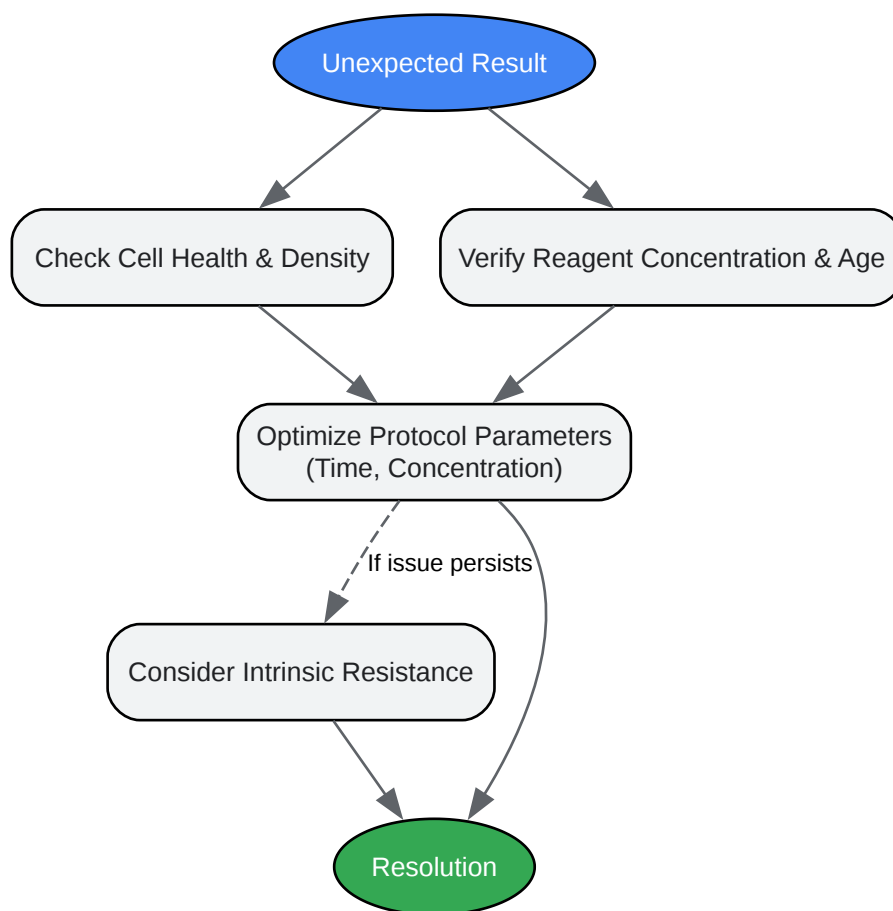 Unexpected Result
Check Cell Health & Density
Verify Reagent Concentration & Age
Optimize Protocol Parameters
(Time, Concentration)
If issue persists
Consider Intrinsic Resistance
Resolution